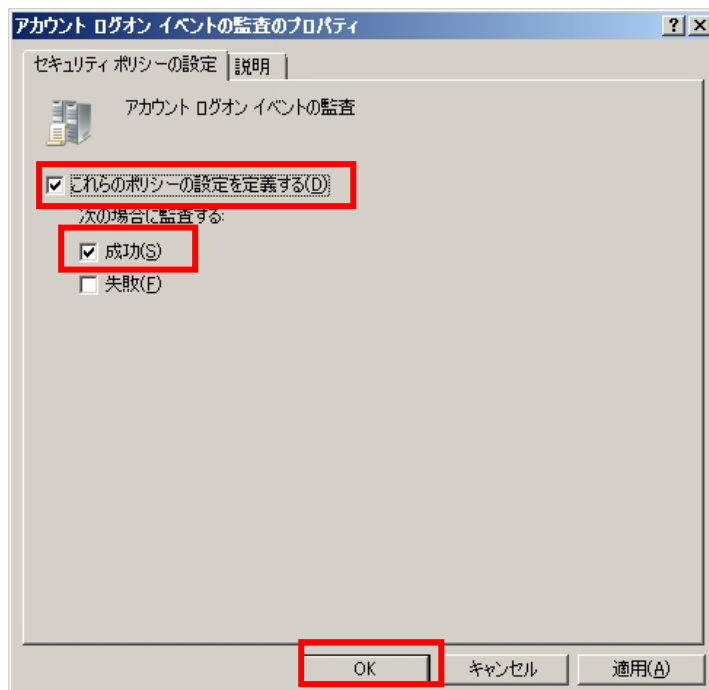 アカウント ログオン イベントの監査のプロパティ
セキュリティ ポリシーの設定 説明
アカウント ログオン イベントの監査
これらのポリシーの設定を定義する(D)
次の場合に監査する:
成功(S)
失敗(F)
OK キャンセル 適用(A)